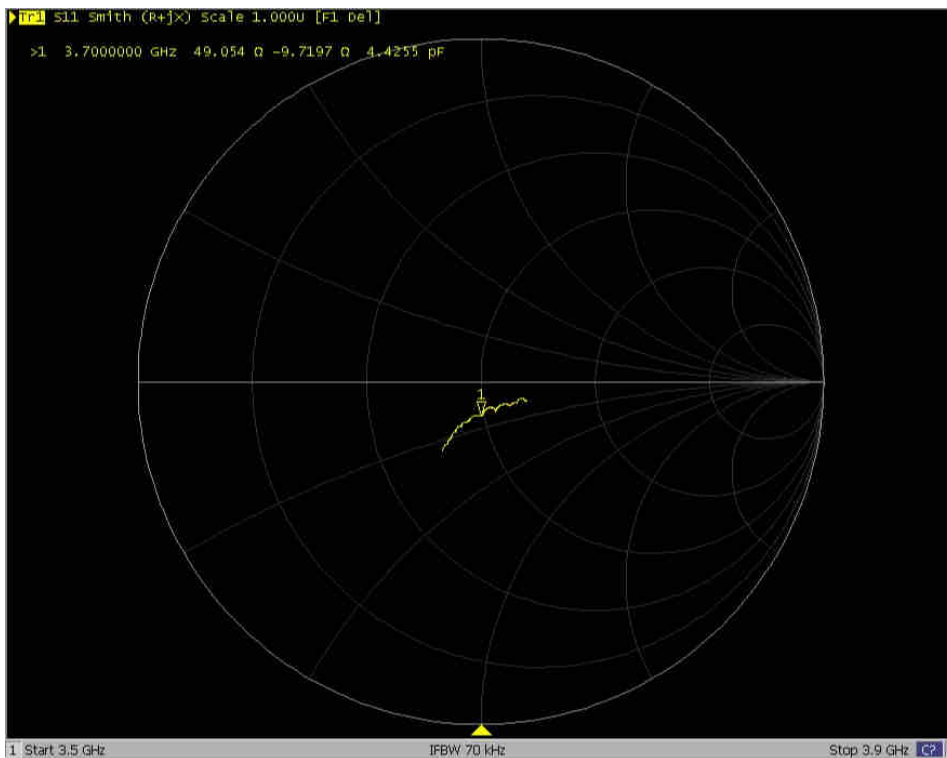 Tr1 S11 Smith (R+jX) Scale 1.000U [F1 Del]
>1 3.7000000 GHz 49.054 Ω -9.7197 Ω 4.4255 pF
1
1 Start 3.5 GHz IFBW 70 kHz Stop 3.9 GHz C?